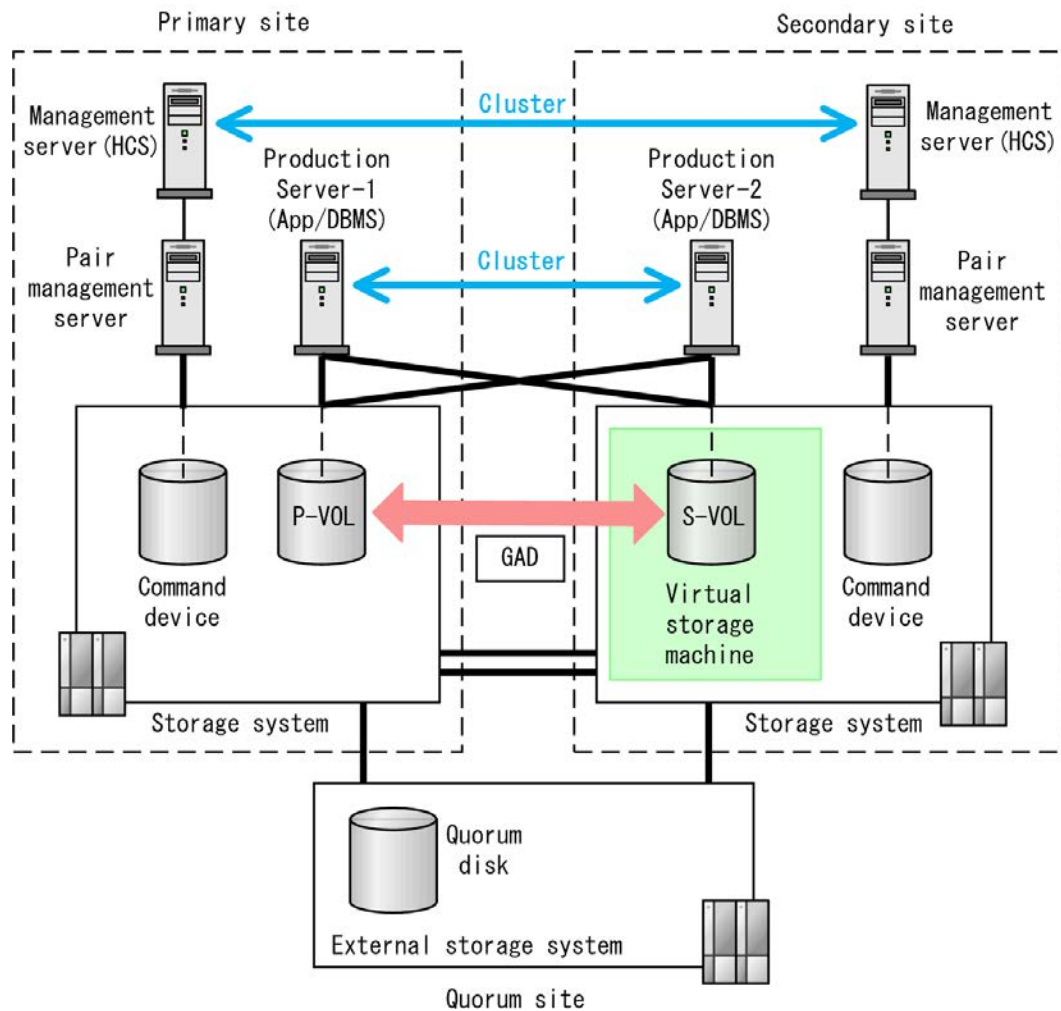 Primary site
Secondary site
Management
server(HCS)
Cluster
Management
server(HCS)
Production
Server-1
(App/DBMS)
Production
Server-2
(App/DBMS)
Pair
management
server
Cluster
Pair
management
server
P-VOL
S-VOL
GAD
Command
device
Virtual
storage
machine
Command
device
Storage system
Storage system
Quorum
disk
External storage system
Quorum site